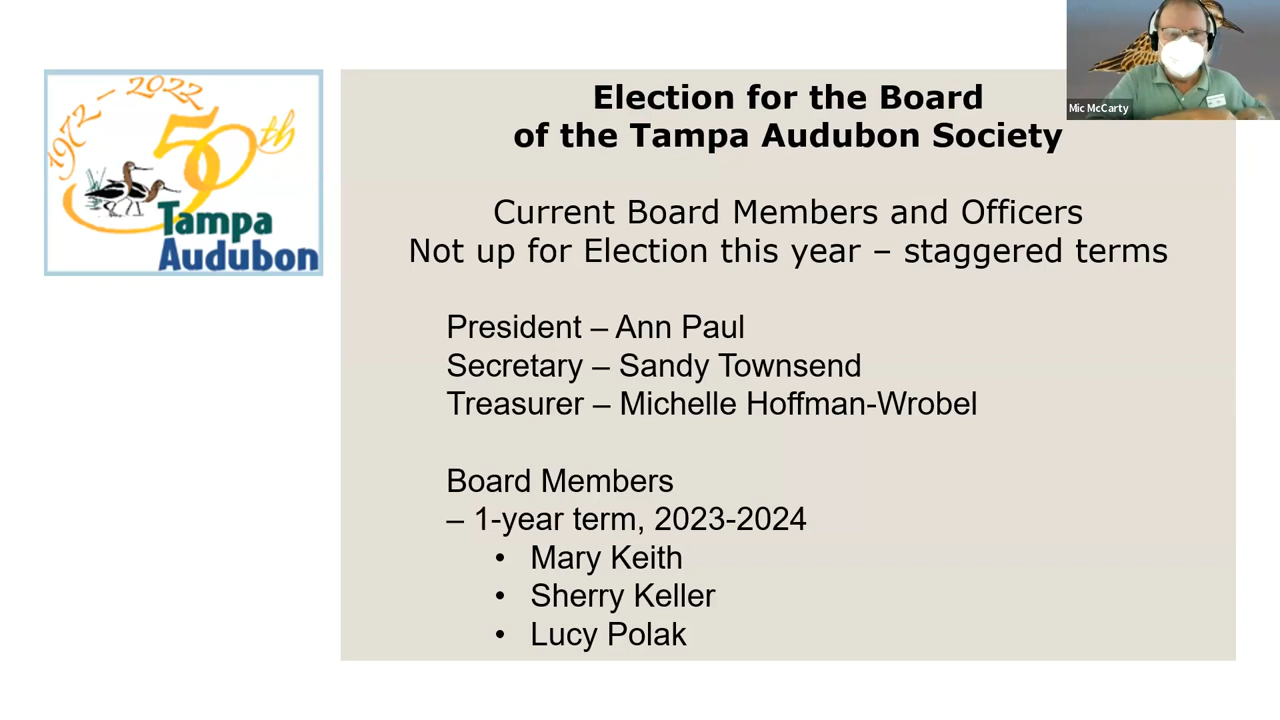 1972 - 2022
50th
Tampa
Audubon
Election for the Board
of the Tampa Audubon Society
Mic McCarty
Current Board Members and Officers
Not up for Election this year – staggered terms
President – Ann Paul
Secretary – Sandy Townsend
Treasurer – Michelle Hoffman-Wrobel
Board Members
– 1-year term, 2023-2024
• Mary Keith
• Sherry Keller
• Lucy Polak